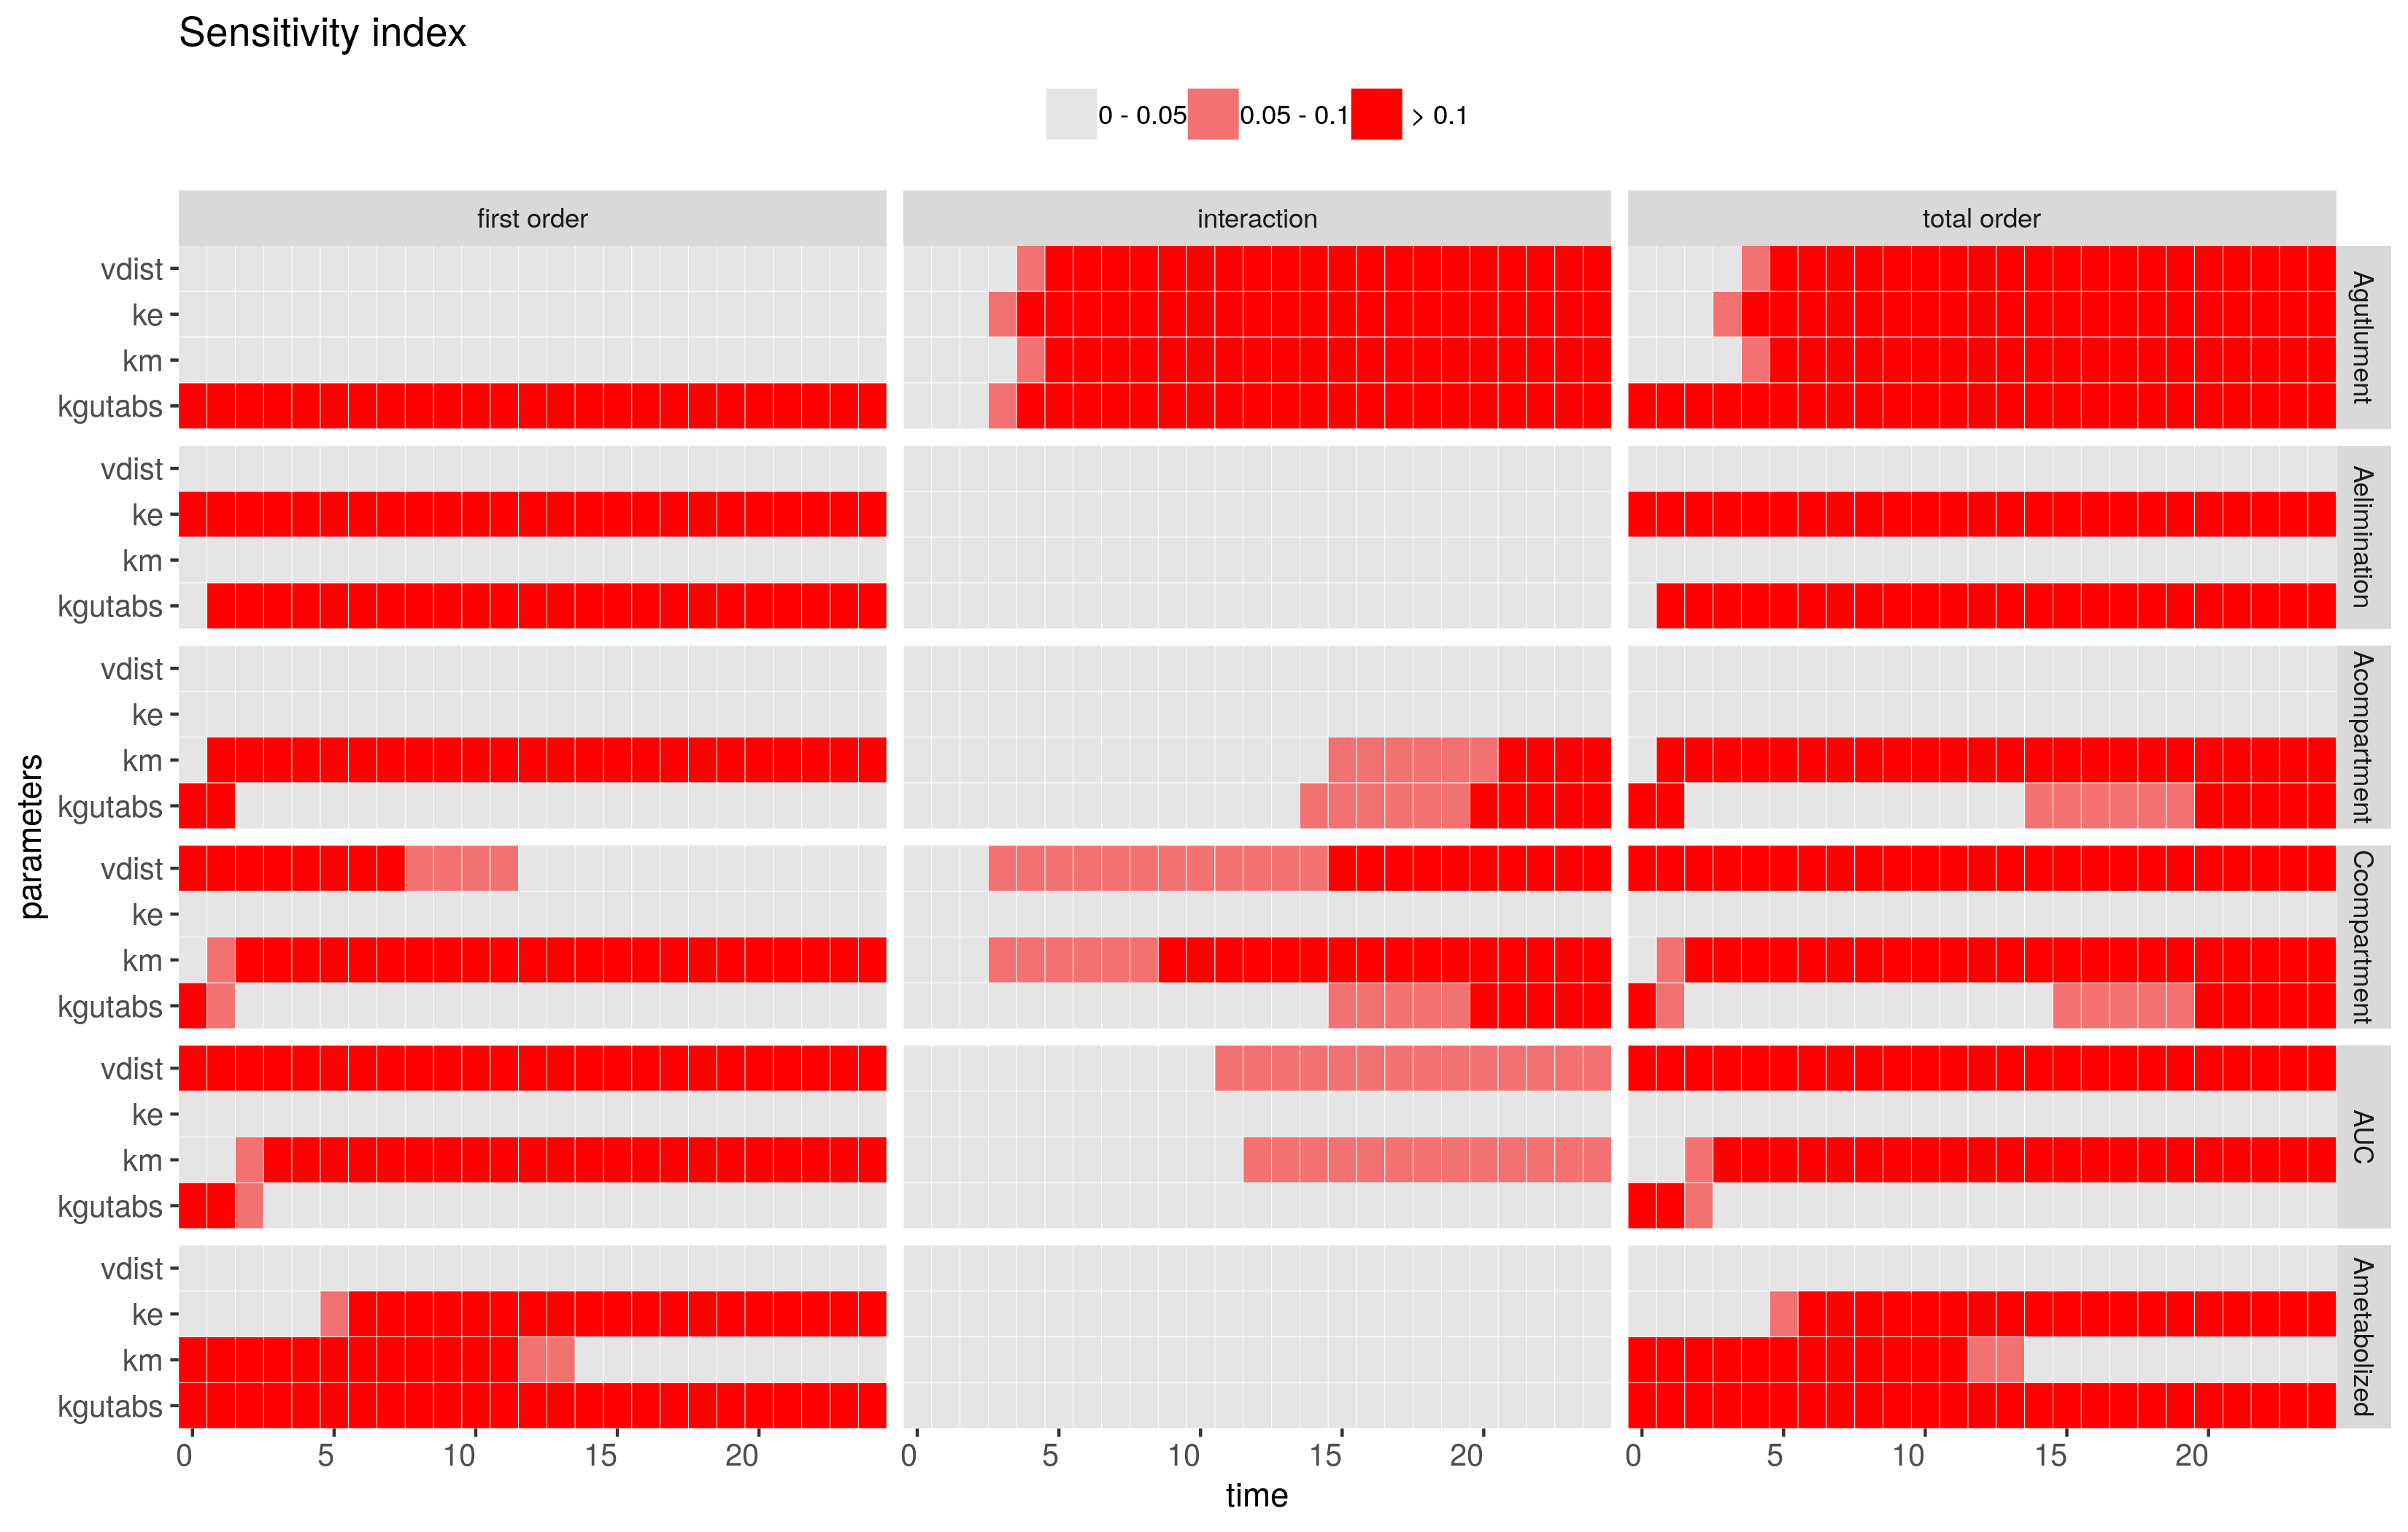 Sensitivity index
0 - 0.05 0.05 - 0.1 > 0.1
first order interaction total order
vdist
ke
km
kgutabs
Agutlument
vdist
ke
km
kgutabs
Aelimination
vdist
ke
km
kgutabs
Acompartment
vdist
ke
km
kgutabs
Ccompartment
vdist
ke
km
kgutabs
AUC
vdist
ke
km
kgutabs
Ametabolized
parameters
0 5 10 15 20 0 5 10 15 20 0 5 10 15 20
time